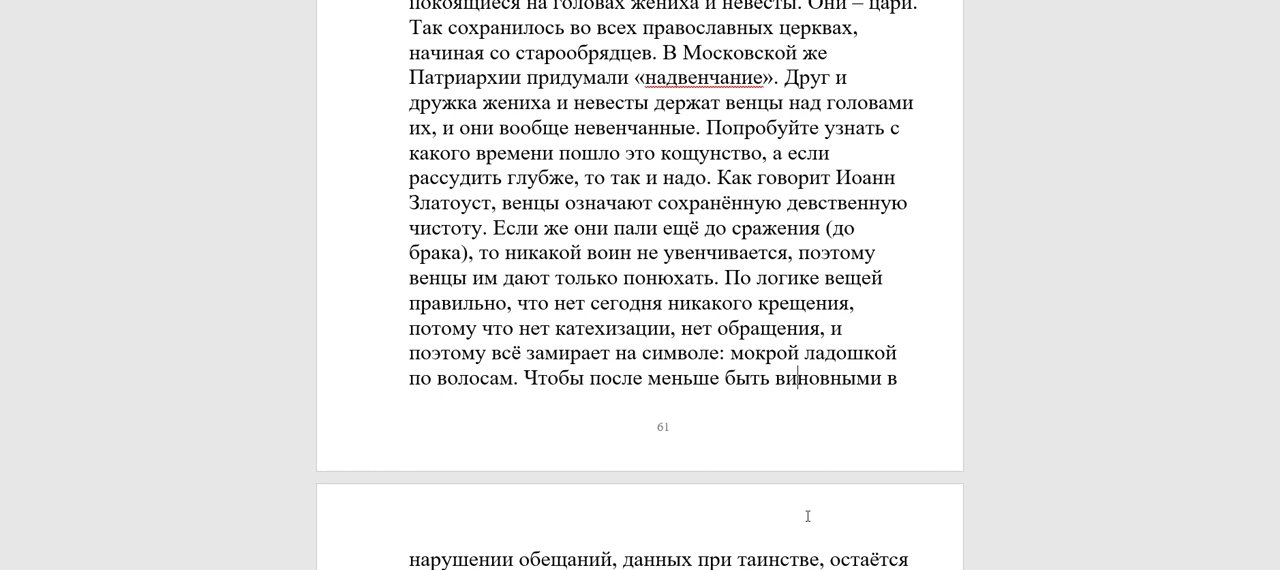 покоящиеся на головах жениха и невесты. Они – цари.
Так сохранилось во всех православных церквах,
начиная со старообрядцев. В Московской же
Патриархии придумали «надвенчание». Друг и
дружка жениха и невесты держат венцы над головами
их, и они вообще невенчанные. Попробуйте узнать с
какого времени пошло это кощунство, а если
рассудить глубже, то так и надо. Как говорит Иоанн
Златоуст, венцы означают сохранённую девственную
чистоту. Если же они пали ещё до сражения (до
брака), то никакой воин не увенчивается, поэтому
венцы им дают только понюхать. По логике вещей
правильно, что нет сегодня никакого крещения,
потому что нет катехизации, нет обращения, и
поэтому всё замирает на символе: мокрой ладошкой
по волосам. Чтобы после меньше быть виновными в
61
нарушении обещаний, данных при таинстве, остаётся